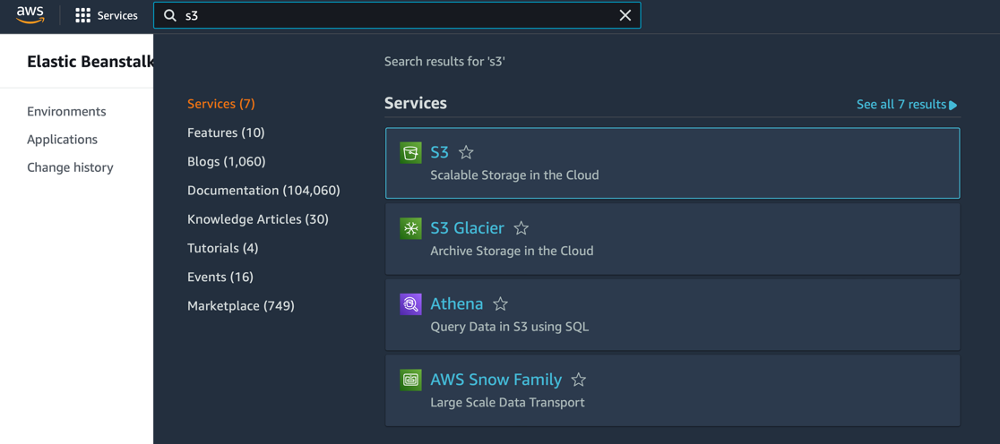 aws
Services
s3
Elastic Beanstalk
Environments
Applications
Change history
Search results for 's3'
Services (7)
Features (10)
Blogs (1,060)
Documentation (104,060)
Knowledge Articles (30)
Tutorials (4)
Events (16)
Marketplace (749)
Services
See all 7 results
S3
Scalable Storage in the Cloud
S3 Glacier
Archive Storage in the Cloud
Athena
Query Data in S3 using SQL
AWS Snow Family
Large Scale Data Transport